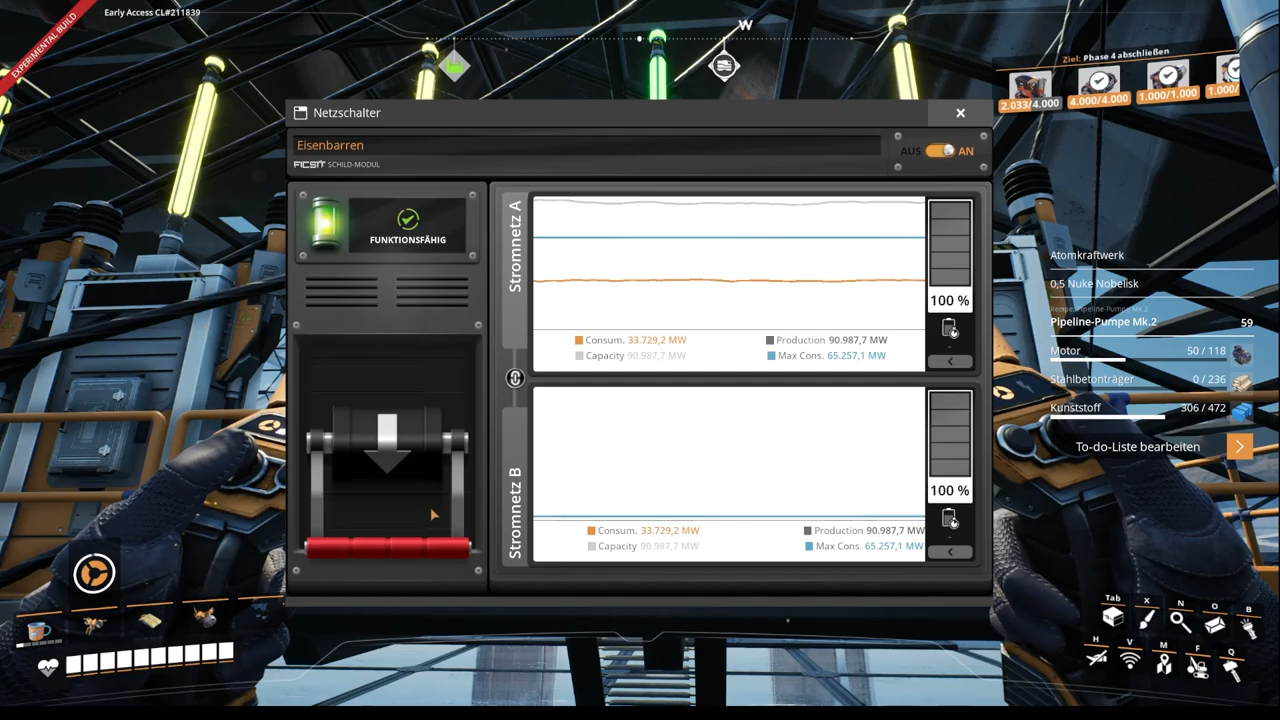 Early Access CL#211839
EXPERIMENTAL BUILD
W
Ziel: Phase 4 abschließen
2.033/4.000
4.000/4.000
1.000/1.000
1.000/
Netzschalter
Eisenbarren
FICSIT SCHILD-MODUL
AUS AN
FUNKTIONSFÄHIG
Stromnetz A
100 %
-
Consum. 33.729,2 MW
Production 90.987,7 MW
Capacity 90.987,7 MW
Max Cons. 65.257,1 MW
Stromnetz B
100 %
-
Consum. 33.729,2 MW
Production 90.987,7 MW
Capacity 90.987,7 MW
Max Cons. 65.257,1 MW
Atomkraftwerk
0,5 Nuke Nobelisk
Pipeline-Pumpe Mk.2 59
Motor 50 / 118
Stahlbetonträger 0 / 236
Kunststoff 306 / 472
To-do-Liste bearbeiten
Tab X N O B
H V M F Q